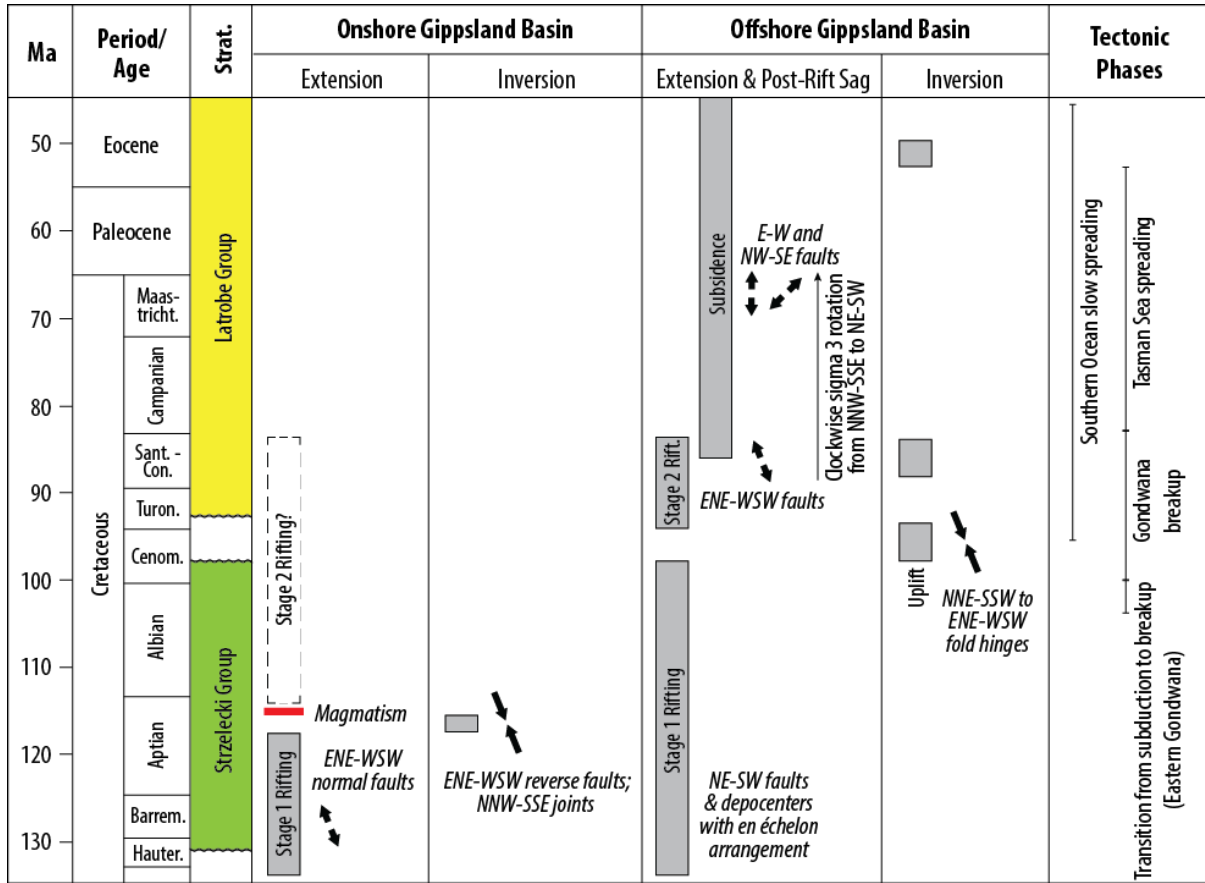 Ma
Period/
Age
Strat.
Onshore Gippsland Basin
Offshore Gippsland Basin
Tectonic
Phases
Extension
Inversion
Extension & Post-Rift Sag
Inversion
50
60
70
80
90
100
110
120
130
Eocene
Paleocene
Cretaceous
Maas-
tricht.
Campanian
Sant. -
Con.
Turon.
Cenom.
Albian
Aptian
Barrem.
Hauter.
Latrobe Group
Strzelecki Group
Stage 2 Rifting?
Magmatism
Stage 1 Rifting
ENE-WSW
normal faults
ENE-WSW reverse faults;
NNW-SSE joints
Subsidence
E-W and
NW-SE faults
Clockwise sigma 3 rotation
from NNW-SSE to NE-SW
Stage 2 Rift.
ENE-WSW faults
Stage 1 Rifting
NE-SW faults
& depocenters
with en échelon
arrangement
Uplift
NNE-SSW to
ENE-WSW
fold hinges
Southern Ocean slow spreading
Tasman Sea spreading
Gondwana
breakup
Transition from subduction to breakup
(Eastern Gondwana)